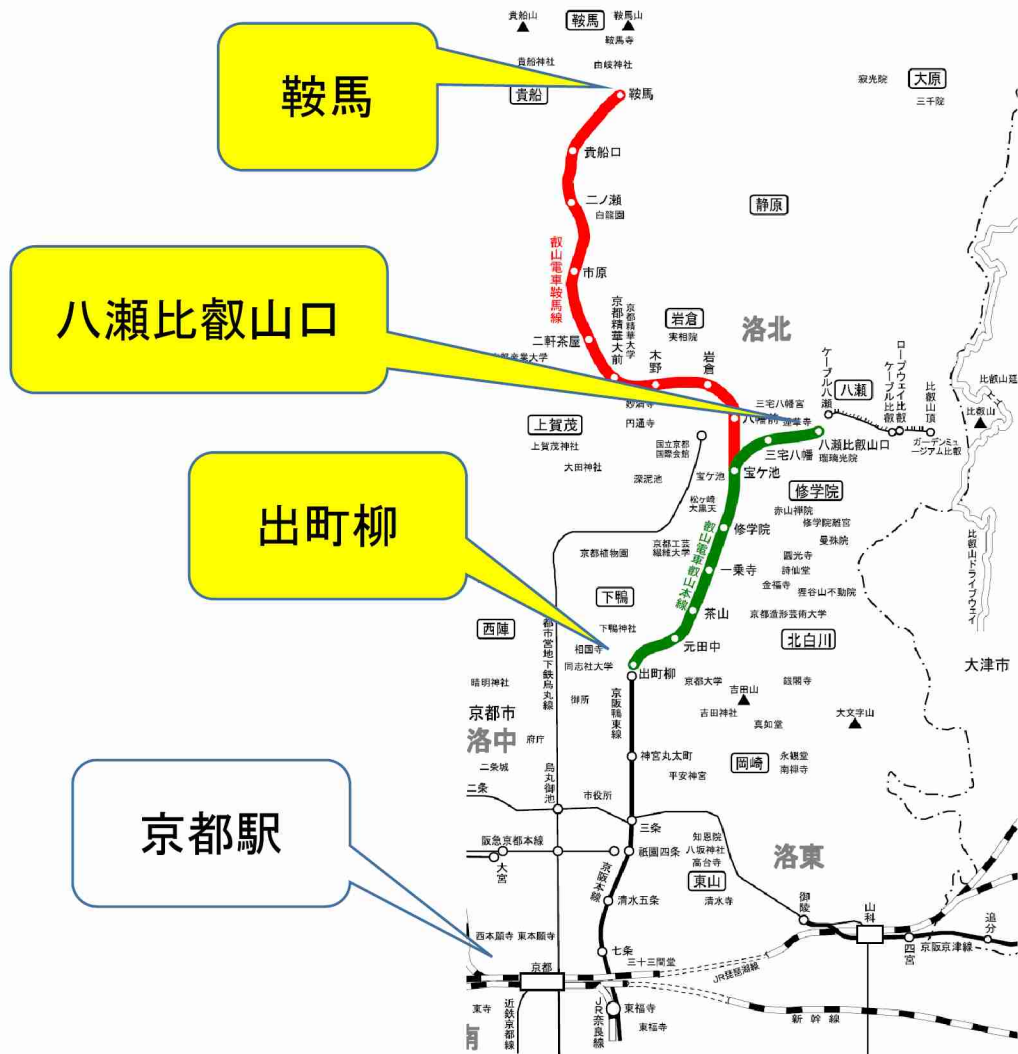 貴船山
鞍馬
鞍馬山
鞍馬寺
貴船神社
由岐神社
鞍馬
貴船
鞍馬
寂光院
大原
三千院
貴船口
二ノ瀬
白龍園
静原
叡山電車鞍馬線
市原
八瀬比叡山口
京都精華大前
京都精華大学
岩倉
実相院
洛北
二軒茶屋
木野
岩倉
ケーブル八瀬
八瀬
ケーブル比叡
ロープウェイ比叡
比叡山頂
比叡山
三宅八幡宮
八幡前
蓮華寺
円通寺
上賀茂
上賀茂神社
大田神社
国立京都
国際会館
深泥池
三宅八幡
八瀬比叡山口
瑠璃光院
ガーデンミュ
ージアム比叡
宝ケ池
宝ケ池
修学院
松ヶ崎
大黒天
赤山禅院
修学院離宮
曼殊院
出町柳
修学院
叡山電車叡山本線
京都植物園
京都工芸
繊維大学
一乗寺
圓光寺
詩仙堂
金福寺
狸谷山不動院
比叡山ドライブウェイ
下鴨
下鴨神社
茶山
京都造形芸術大学
西陣
都市営地下鉄烏丸線
相国寺
同志社大学
元田中
北白川
大津市
出町柳
晴明神社
御所
京阪鴨東線
京都大学
吉田山
銀閣寺
京都市
洛中
府庁
吉田神社
真如堂
大文字山
神宮丸太町
岡崎
永観堂
南禅寺
二条城
烏丸御池
平安神宮
京都駅
二条
市役所
三条
阪急京都本線
大宮
祇園四条
知恩院
八坂神社
高台寺
洛東
京阪本線
東山
清水五条
清水寺
御陵
山科
追分
四宮
京阪京津線
西本願寺
東本願寺
七条
京都
三十三間堂
JR琵琶湖線
東寺
近鉄京都線
JR奈良線
東福寺
東福寺
新幹線
南